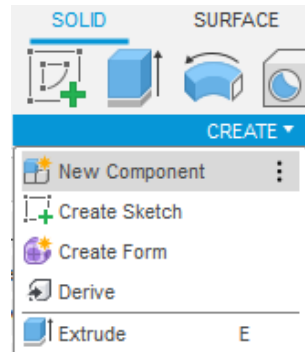 SOLID SURFACE
CREATE
New Component
Create Sketch
Create Form
Derive
Extrude E